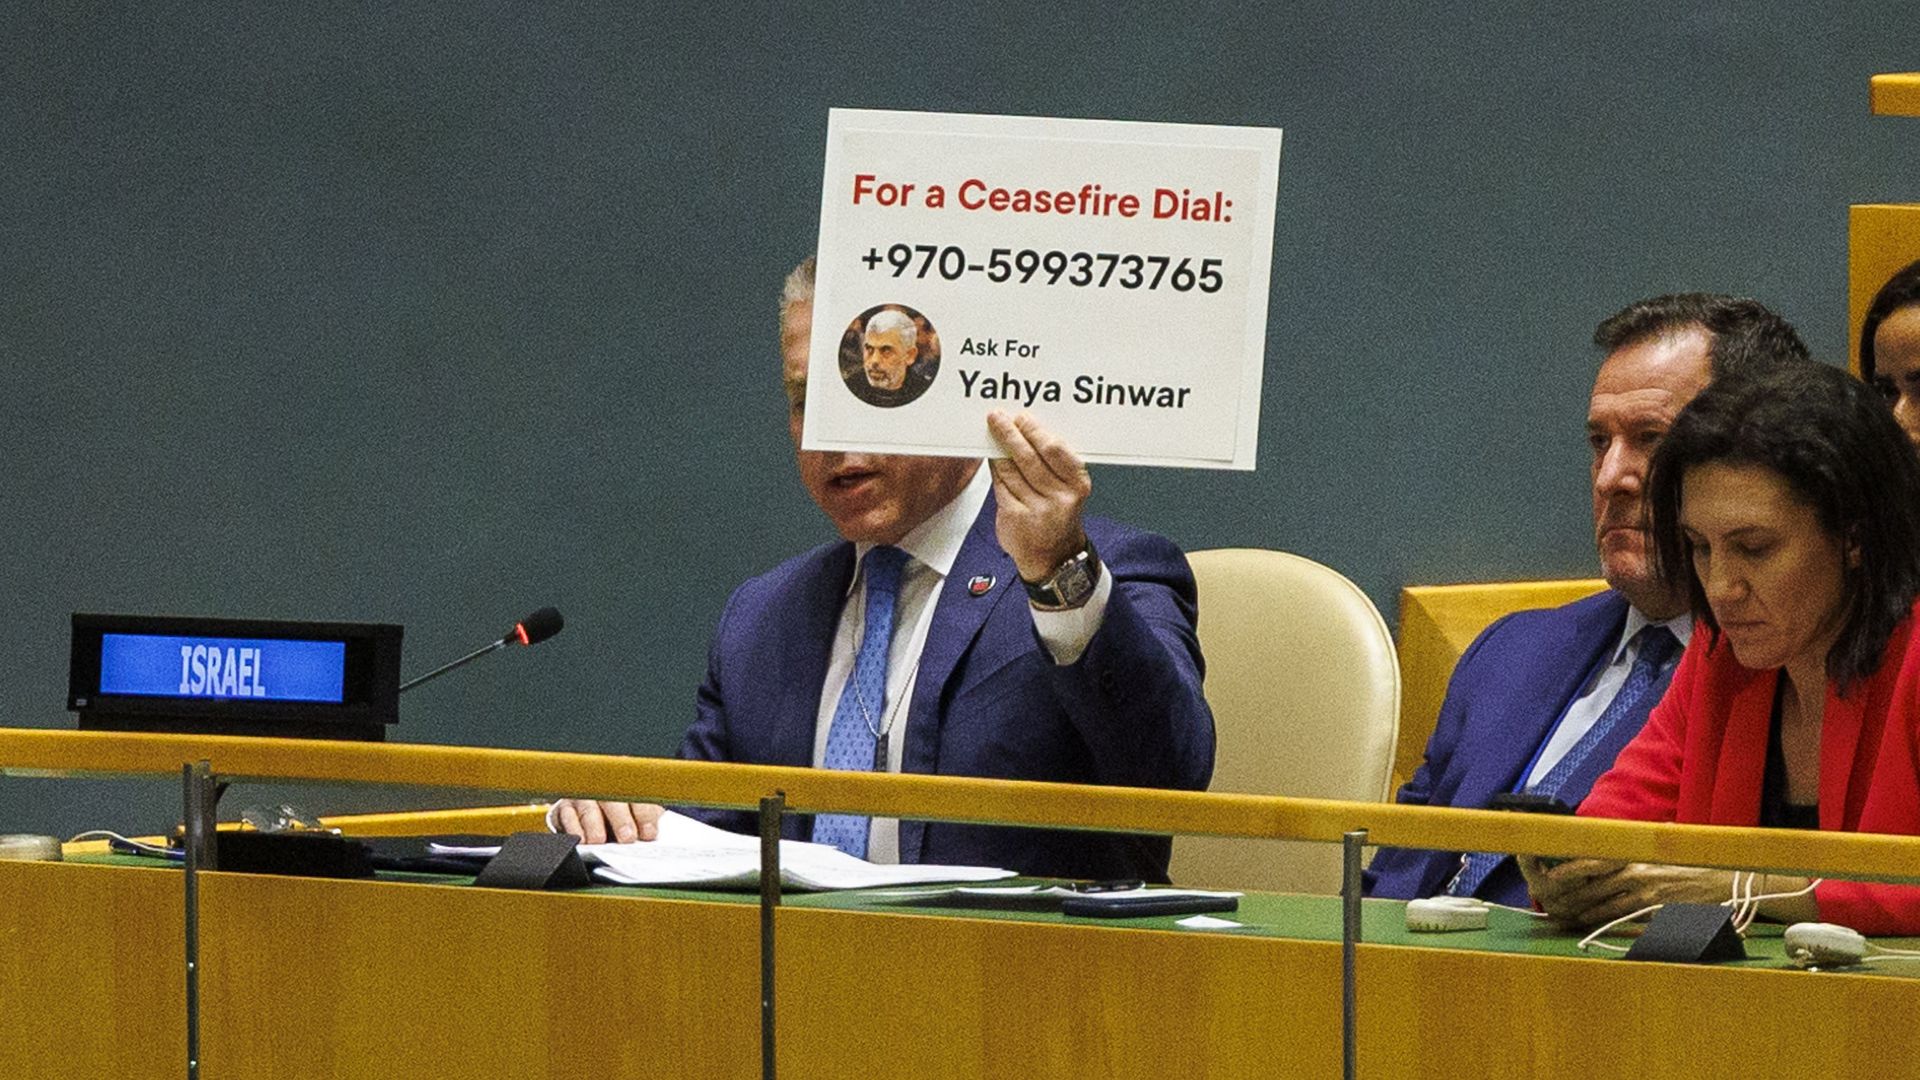 For a Ceasefire Dial:
+970-599373765
Ask For
Yahya Sinwar
ISRAEL